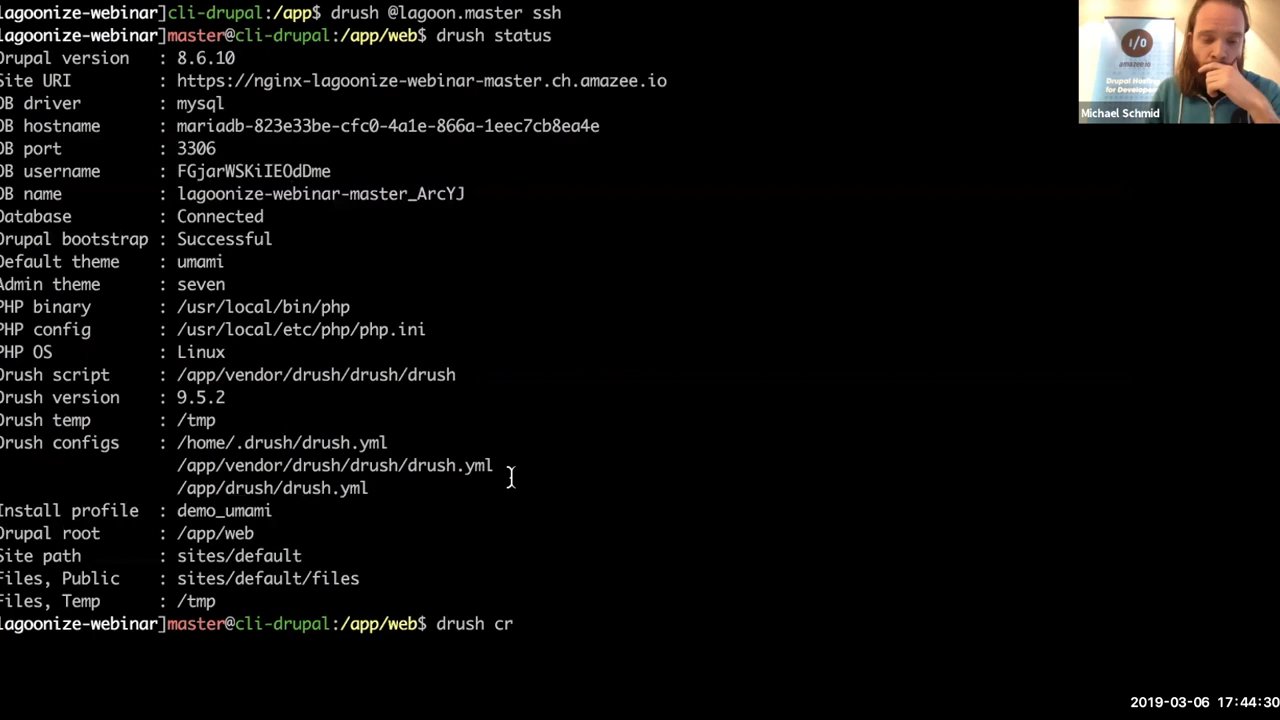 lagoonize-webinar]cli-drupal:/app$ drush @lagoon.master ssh
lagoonize-webinar]master@cli-drupal:/app/web$ drush status
Drupal version : 8.6.10
Site URI : https://nginx-lagoonize-webinar-master.ch.amazee.io
DB driver : mysql
DB hostname : mariadb-823e33be-cfc0-4a1e-866a-1eec7cb8ea4e
DB port : 3306
DB username : FGjarWSKiIEOdDme
DB name : lagoonize-webinar-master_ArcYJ
Database : Connected
Drupal bootstrap : Successful
Default theme : umami
Admin theme : seven
PHP binary : /usr/local/bin/php
PHP config : /usr/local/etc/php/php.ini
PHP OS : Linux
Drush script : /app/vendor/drush/drush/drush
Drush version : 9.5.2
Drush temp : /tmp
Drush configs : /home/.drush/drush.yml
/app/vendor/drush/drush/drush.yml
/app/drush/drush.yml
Install profile : demo_umami
Drupal root : /app/web
Site path : sites/default
Files, Public : sites/default/files
Files, Temp : /tmp
lagoonize-webinar]master@cli-drupal:/app/web$ drush cr
I/O
amazee.io
Drupal
for
Michael Schmid
2019-03-06 17:44:30